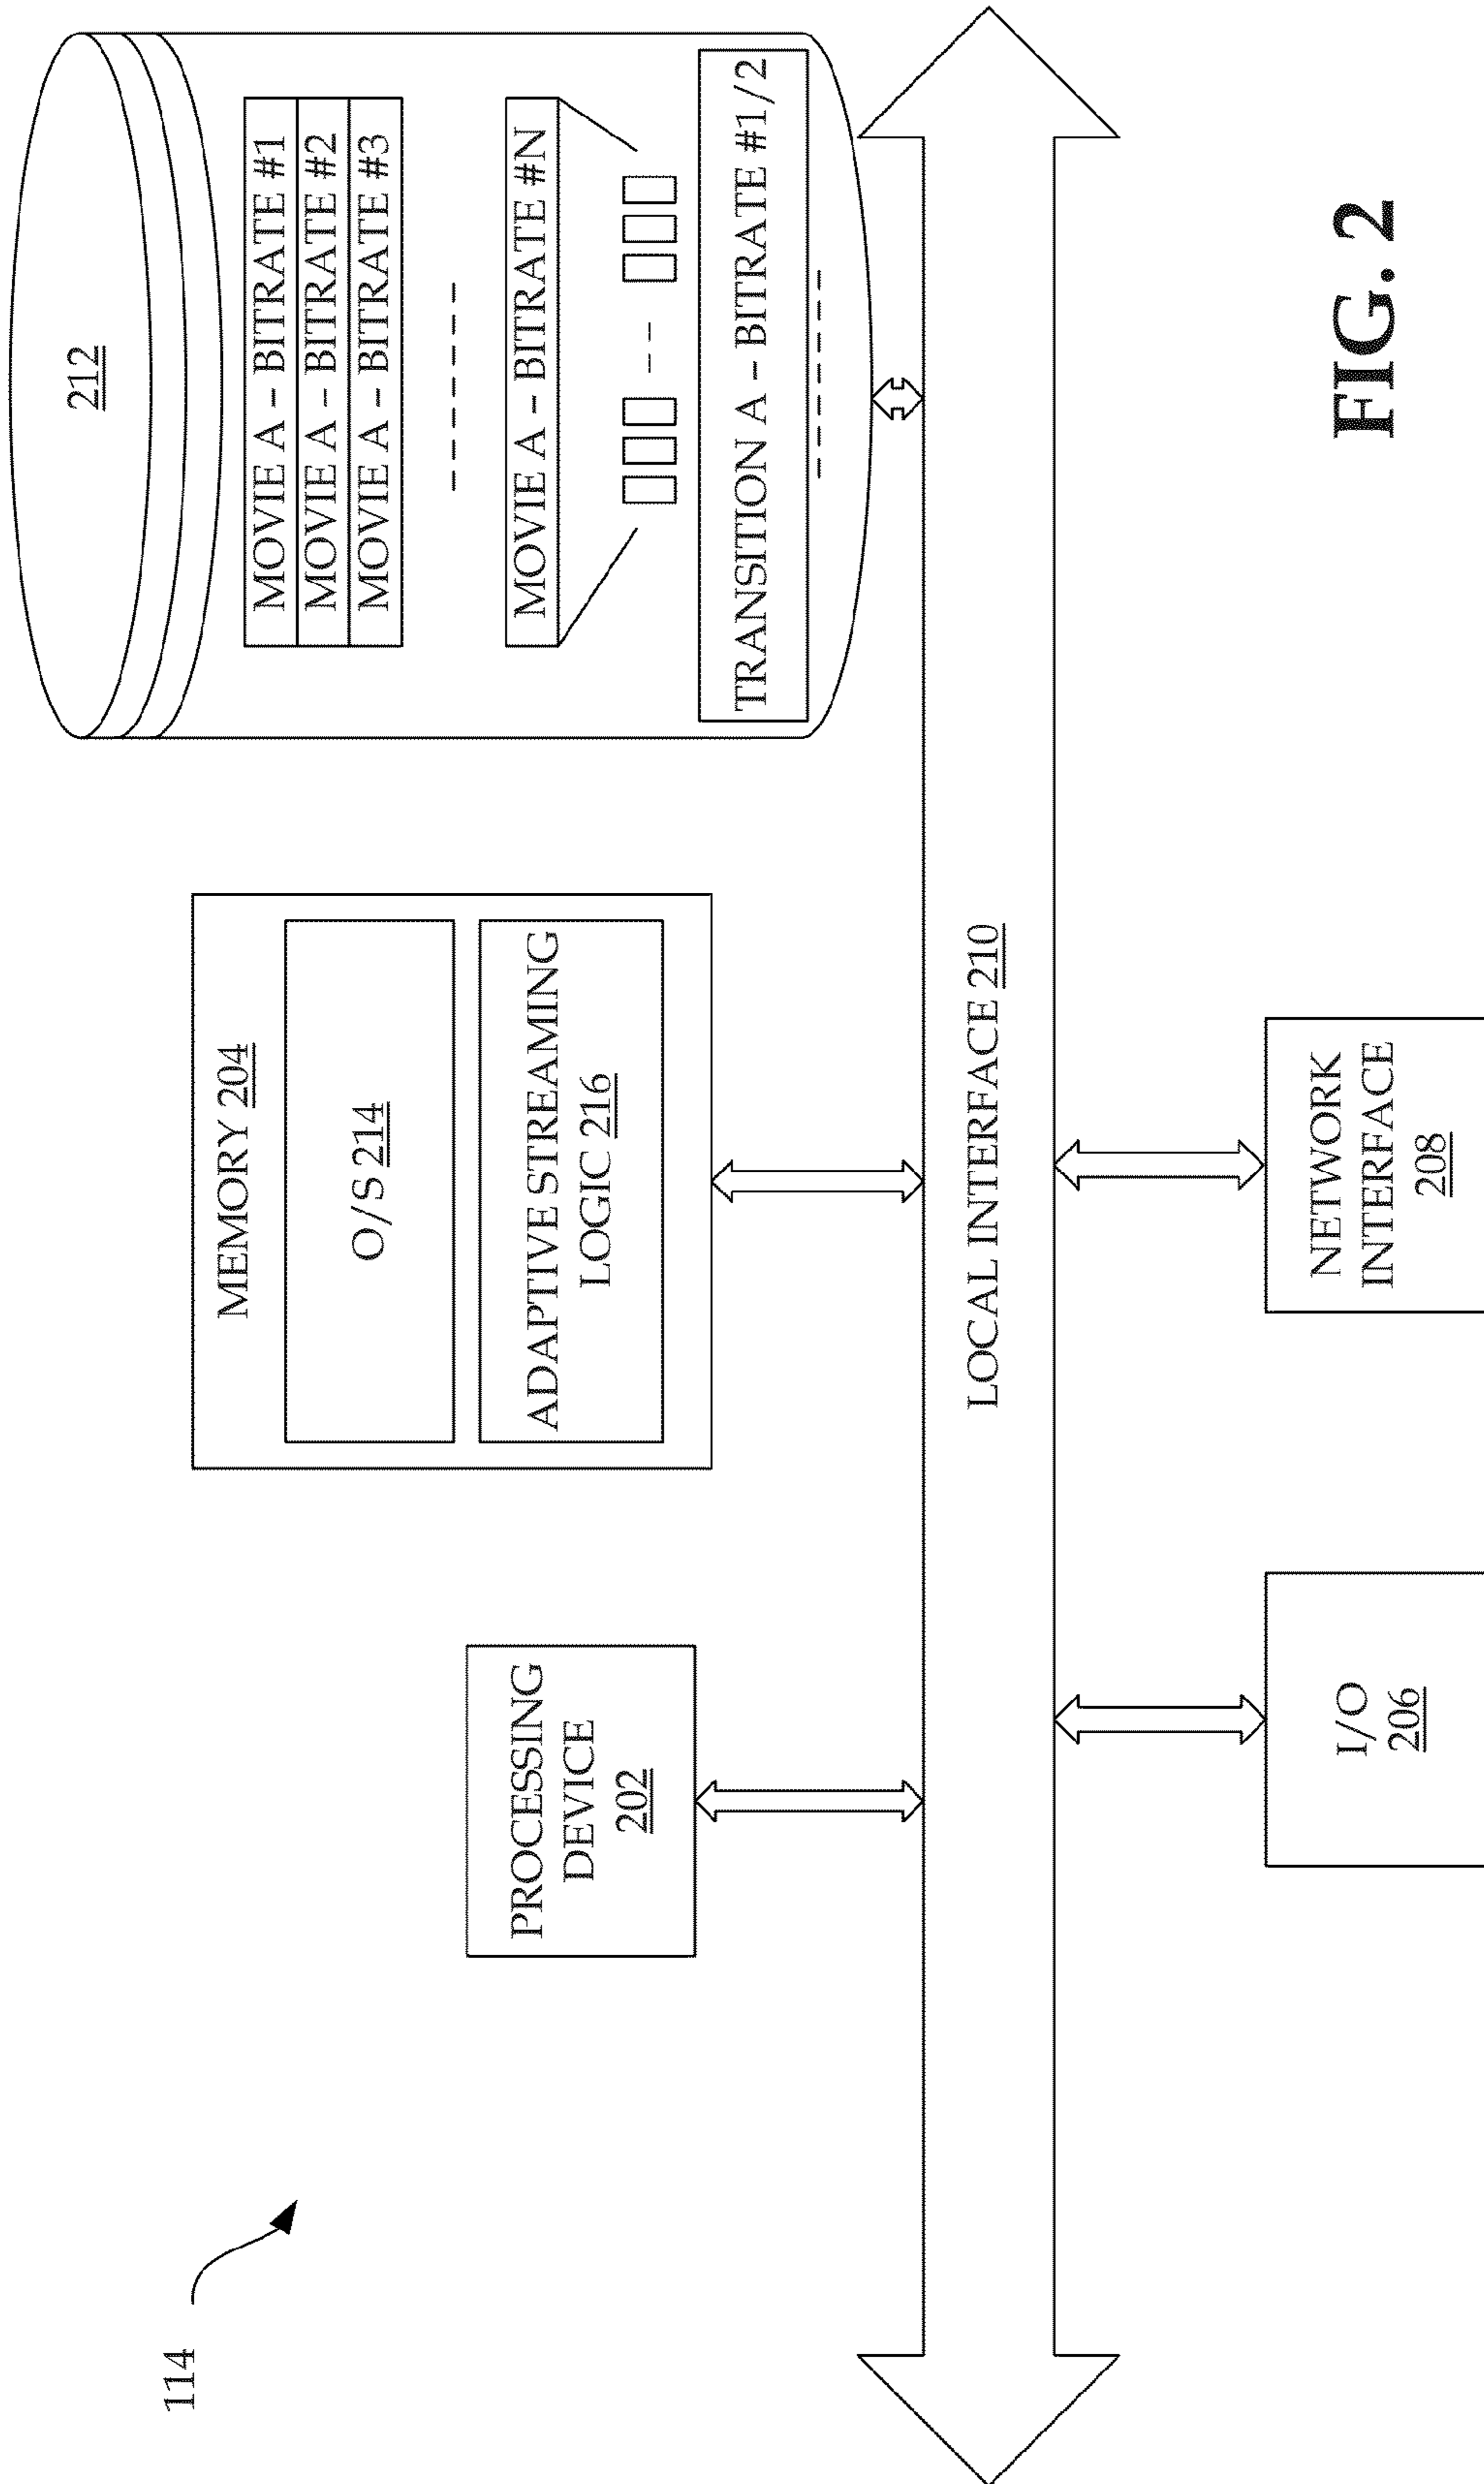 114
PROCESSING
DEVICE
202
MEMORY 204
O/S 214
ADAPTIVE STREAMING
LOGIC 216
212
MOVIE A – BITRATE #1
MOVIE A – BITRATE #2
MOVIE A – BITRATE #3
MOVIE A – BITRATE #N
TRANSITION A – BITRATE #1/2
LOCAL INTERFACE 210
I/O
206
NETWORK
INTERFACE
208
FIG. 2